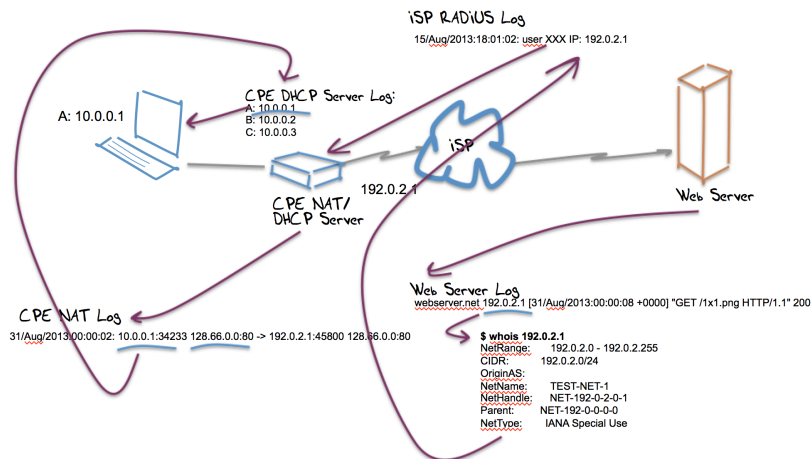 iSP RADiUS Log
15/Aug/2013:18:01:02: user XXX IP: 192.0.2.1
CPE DHCP Server Log:
A: 10.0.0.1
B: 10.0.0.2
C: 10.0.0.3
A: 10.0.0.1
iSP
192.0.2.1
CPE NAT/
DHCP Server
Web Server
Web Server Log
webserver.net 192.0.2.1 [31/Aug/2013:00:00:08 +0000] "GET /1x1.png HTTP/1.1" 200
CPE NAT Log
31/Aug/2013:00:00:02: 10.0.0.1:34233 128.66.0.0:80 -> 192.0.2.1:45800 128.66.0.0:80
$ whois 192.0.2.1
NetRange: 192.0.2.0 - 192.0.2.255
CIDR: 192.0.2.0/24
OriginAS:
NetName: TEST-NET-1
NetHandle: NET-192-0-2-0-1
Parent: NET-192-0-0-0-0
NetType: IANA Special Use